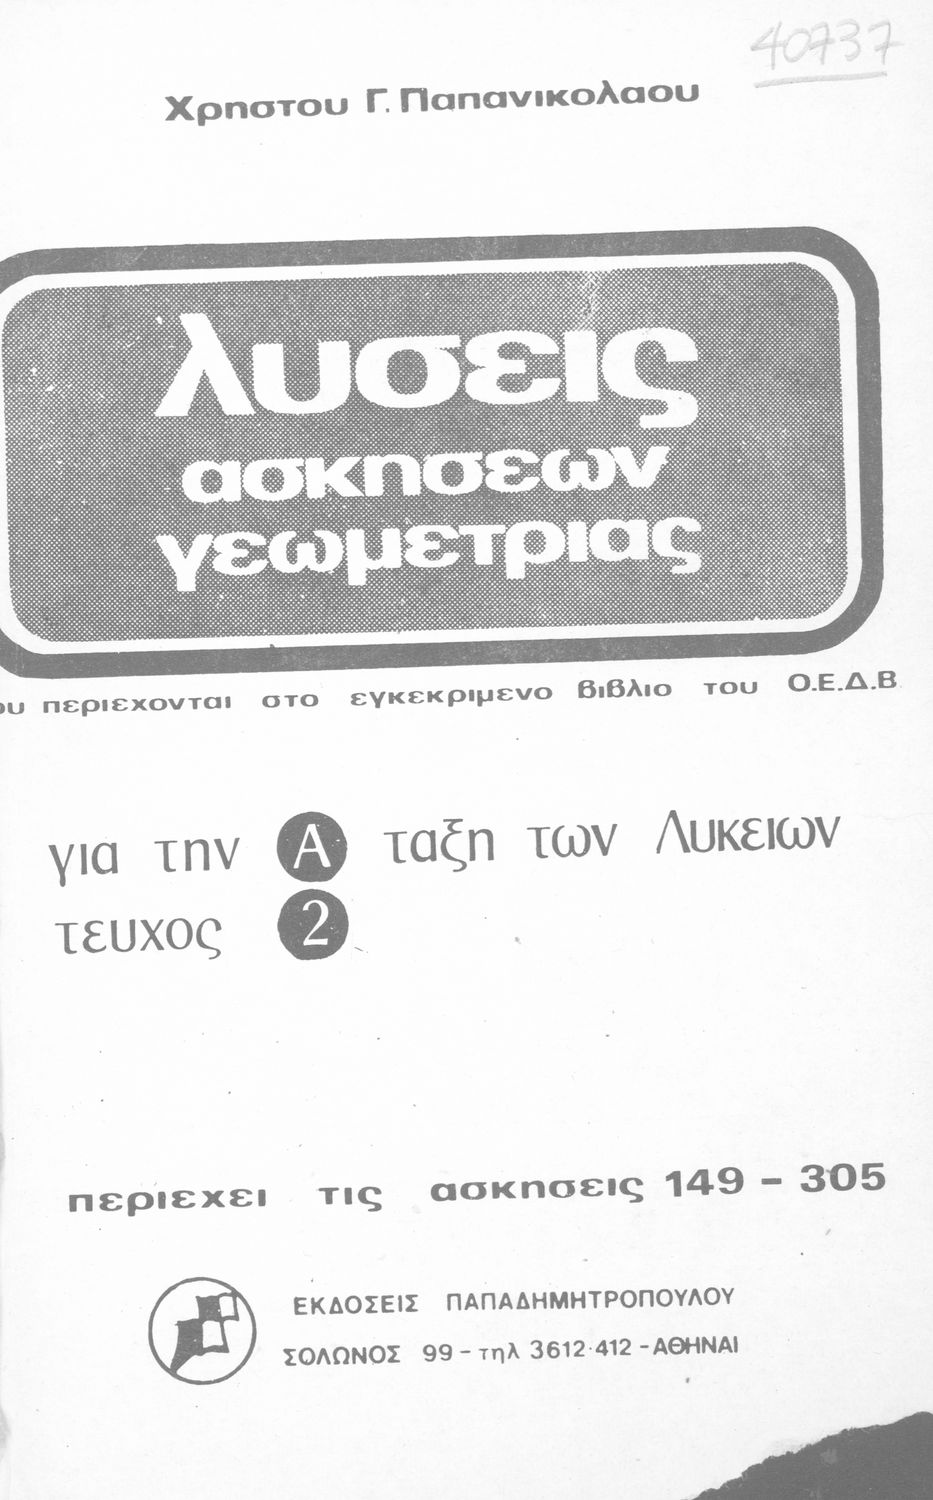 40737
Χρηστου Γ. Παπανικολαου
λυσεις
ασκησεων
γεωμετριας
ου περιεχονται στο εγκεκριμενο βιβλιο του Ο.Ε.Δ.Β
για την Α ταξη των Λυκειων
τευχος 2
περιεχει τις ασκησεις 149 - 305
ΕΚΔΟΣΕΙΣ ΠΑΠΑΔΗΜΗΤΡΟΠΟΥΛΟΥ
ΣΟΛΩΝΟΣ 99 - τηλ 3612·412 - ΑΘΗΝΑΙ